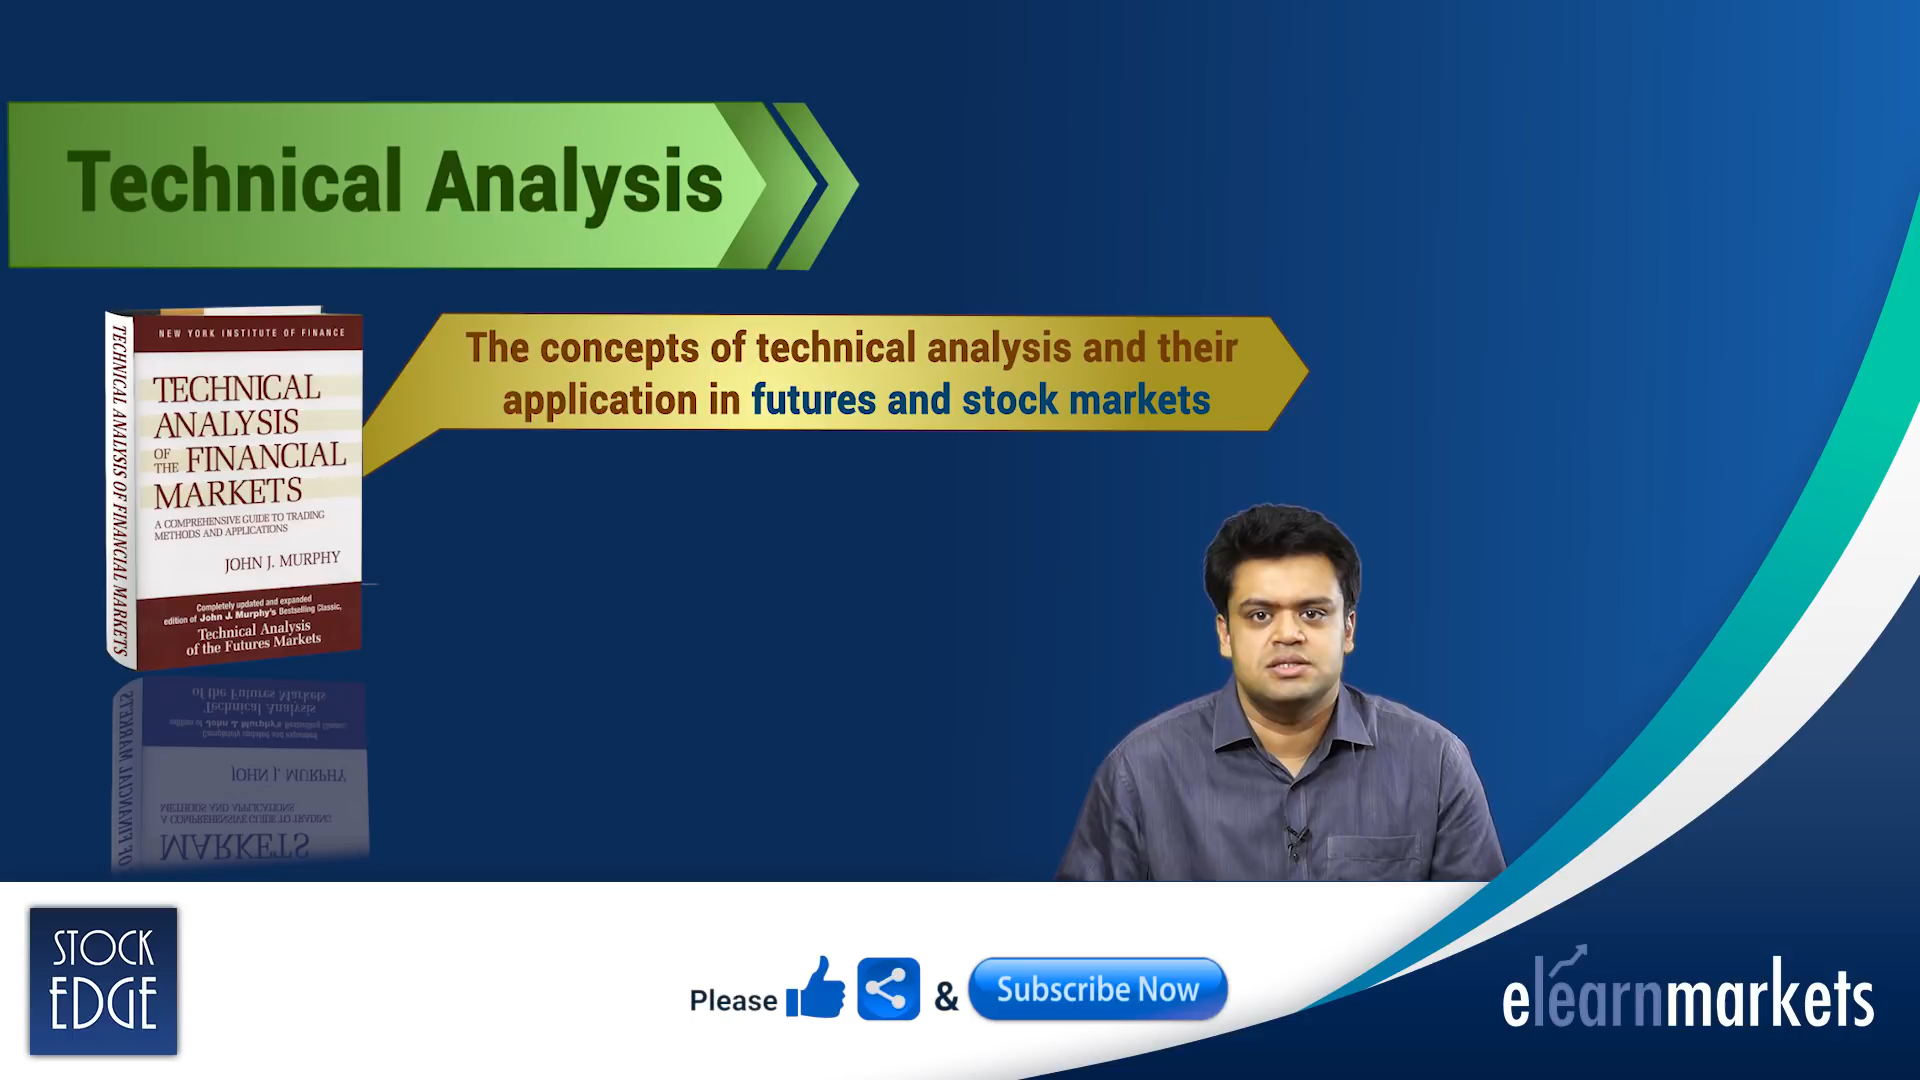 Technical Analysis
The concepts of technical analysis and their
application in futures and stock markets
NEW YORK INSTITUTE OF FINANCE
TECHNICAL
ANALYSIS
OF THE FINANCIAL
MARKETS
A COMPREHENSIVE GUIDE TO TRADING
METHODS AND APPLICATIONS
JOHN J. MURPHY
Completely updated and expanded
edition of John J. Murphy's Bestselling Classic,
Technical Analysis
of the Futures Markets
TECHNICAL ANALYSIS OF FINANCIAL MARKETS
STOCK
EDGE
Please & Subscribe Now
elearnmarkets